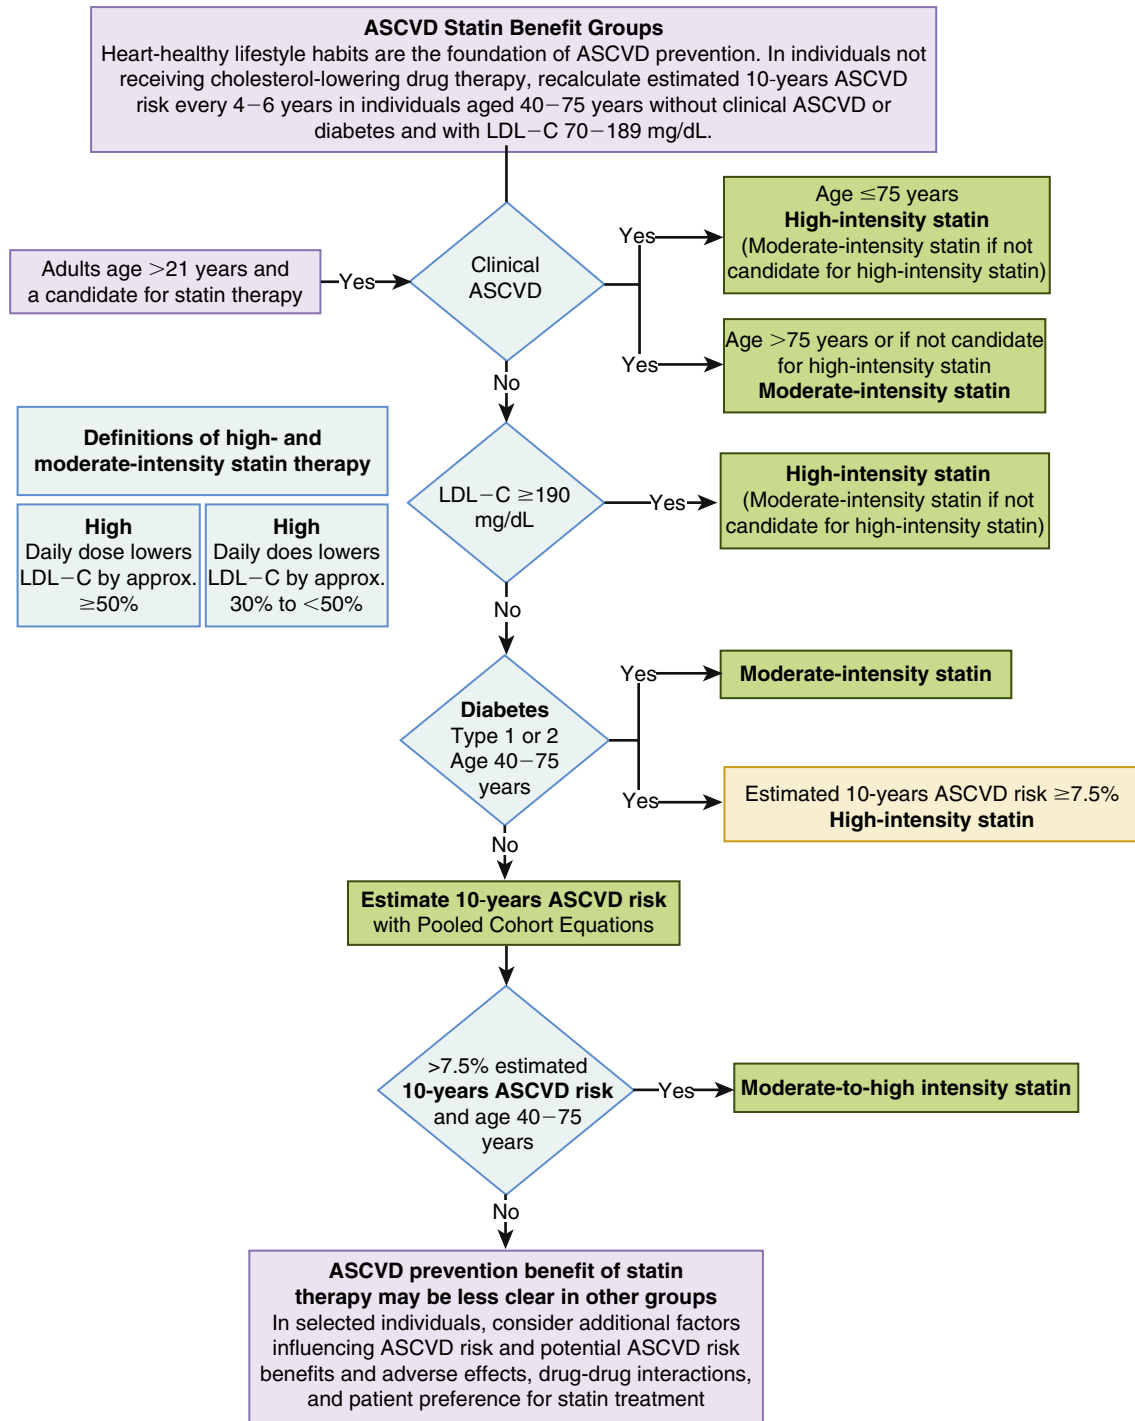 ASCVD Statin Benefit Groups
Heart-healthy lifestyle habits are the foundation of ASCVD prevention. In individuals not
receiving cholesterol-lowering drug therapy, recalculate estimated 10-years ASCVD
risk every 4–6 years in individuals aged 40–75 years without clinical ASCVD or
diabetes and with LDL–C 70–189 mg/dL.
Adults age >21 years and
a candidate for statin therapy
Yes
Clinical
ASCVD
Yes
Age ≤75 years
High-intensity statin
(Moderate-intensity statin if not
candidate for high-intensity statin)
Yes
Age >75 years or if not candidate
for high-intensity statin
Moderate-intensity statin
No
Definitions of high- and
moderate-intensity statin therapy
High
Daily dose lowers
LDL–C by approx.
≥50%
High
Daily does lowers
LDL–C by approx.
30% to <50%
LDL–C ≥190
mg/dL
Yes
High-intensity statin
(Moderate-intensity statin if not
candidate for high-intensity statin)
No
Diabetes
Type 1 or 2
Age 40–75
years
Yes
Moderate-intensity statin
Yes
Estimated 10-years ASCVD risk ≥7.5%
High-intensity statin
No
Estimate 10-years ASCVD risk
with Pooled Cohort Equations
>7.5% estimated
10-years ASCVD risk
and age 40–75
years
Yes
Moderate-to-high intensity statin
No
ASCVD prevention benefit of statin
therapy may be less clear in other groups
In selected individuals, consider additional factors
influencing ASCVD risk and potential ASCVD risk
benefits and adverse effects, drug-drug interactions,
and patient preference for statin treatment